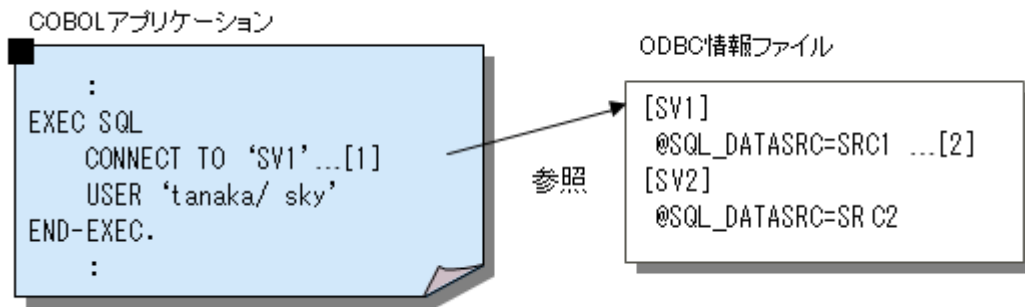 COBOLアプリケーション
:
EXEC SQL
CONNECT TO ‘SV1’...[1]
USER ‘tanaka/ sky’
END-EXEC.
:
参照
ODBC情報ファイル
[SV1]
@SQL_DATASRC=SRC1 ...[2]
[SV2]
@SQL_DATASRC=SR C2